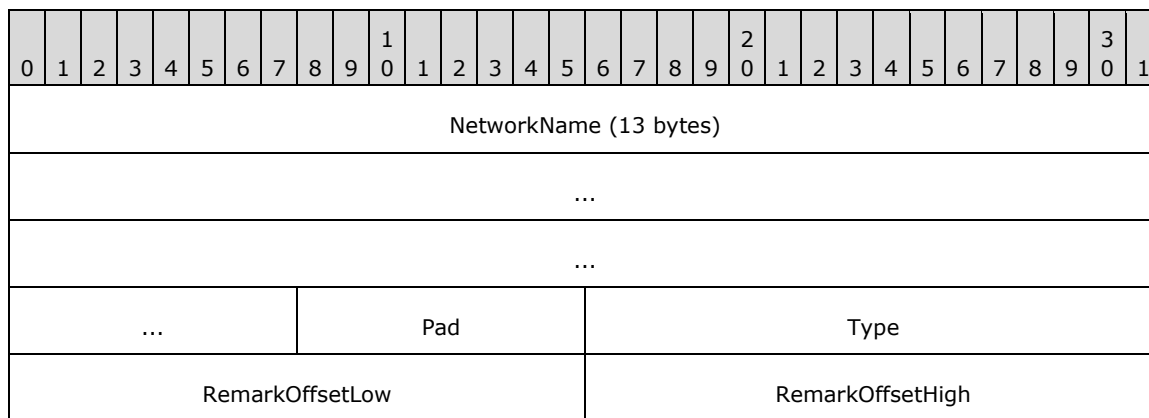 1 2 3
0 1 2 3 4 5 6 7 8 9 0 1 2 3 4 5 6 7 8 9 0 1 2 3 4 5 6 7 8 9 0 1
NetworkName (13 bytes)
...
...
... Pad Type
RemarkOffsetLow RemarkOffsetHigh